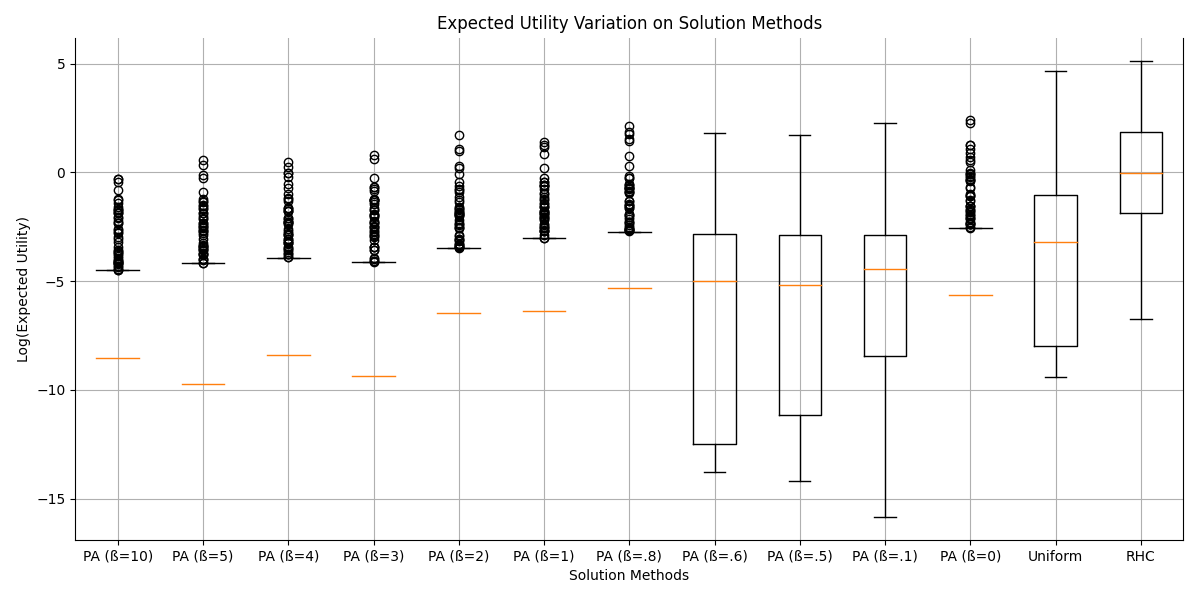 Expected Utility Variation on Solution Methods
Log(Expected Utility)
5
0
−5
−10
−15
PA (ß=10) PA (ß=5) PA (ß=4) PA (ß=3) PA (ß=2) PA (ß=1) PA (ß=.8) PA (ß=.6) PA (ß=.5) PA (ß=.1) PA (ß=0) Uniform RHC
Solution Methods